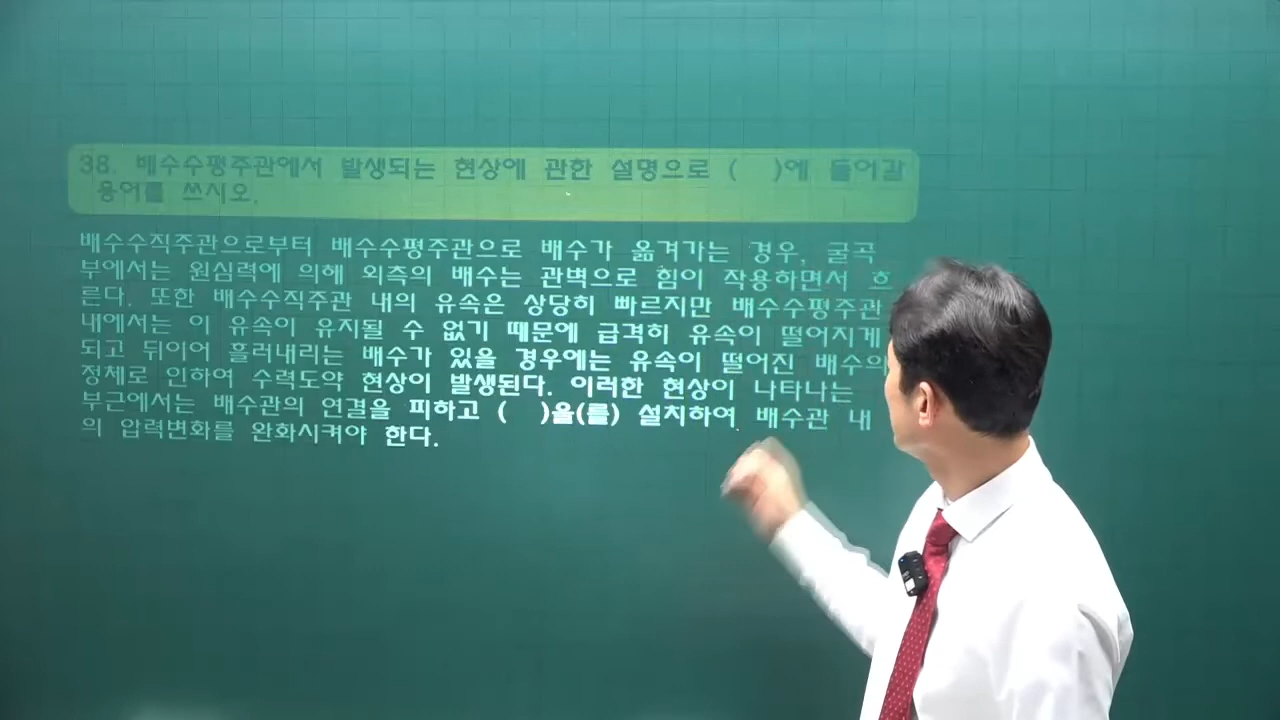 38. 배수수평주관에서 발생되는 현상에 관한 설명으로 ( )에 들어갈
용어를 쓰시오.
배수수직주관으로부터 배수수평주관으로 배수가 옮겨가는 경우, 굴곡
부에서는 원심력에 의해 외측의 배수는 관벽으로 힘이 작용하면서 흐
른다. 또한 배수수직주관 내의 유속은 상당히 빠르지만 배수수평주관
내에서는 이 유속이 유지될 수 없기 때문에 급격히 유속이 떨어지게
되고 뒤이어 흘러내리는 배수가 있을 경우에는 유속이 떨어진 배수의
정체로 인하여 수력도약 현상이 발생된다. 이러한 현상이 나타나는
부근에서는 배수관의 연결을 피하고 ( )을(를) 설치하여 배수관 내
의 압력변화를 완화시켜야 한다.